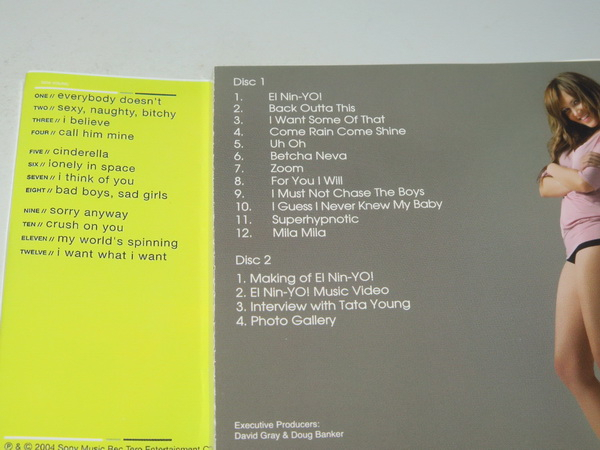 ONE // everybody doesn't
TWO // sexy, naughty, bitchy
THREE // i believe
FOUR // call him mine
FIVE // cinderella
SIX // lonely in space
SEVEN // i think of you
EIGHT // bad boys, sad girls
NINE // sorry anyway
TEN // crush on you
ELEVEN // my world's spinning
TWELVE // i want what i want
℗ & © 2004 Sony Music Bec Tero Entertainment C
Disc 1
1. El Nin-YO!
2. Back Outta This
3. I Want Some Of That
4. Come Rain Come Shine
5. Uh Oh
6. Betcha Neva
7. Zoom
8. For You I Will
9. I Must Not Chase The Boys
10. I Guess I Never Knew My Baby
11. Superhypnotic
12. Mila Mila
Disc 2
1. Making of El Nin-YO!
2. El Nin-YO! Music Video
3. Interview with Tata Young
4. Photo Gallery
Executive Producers:
David Gray & Doug Banker